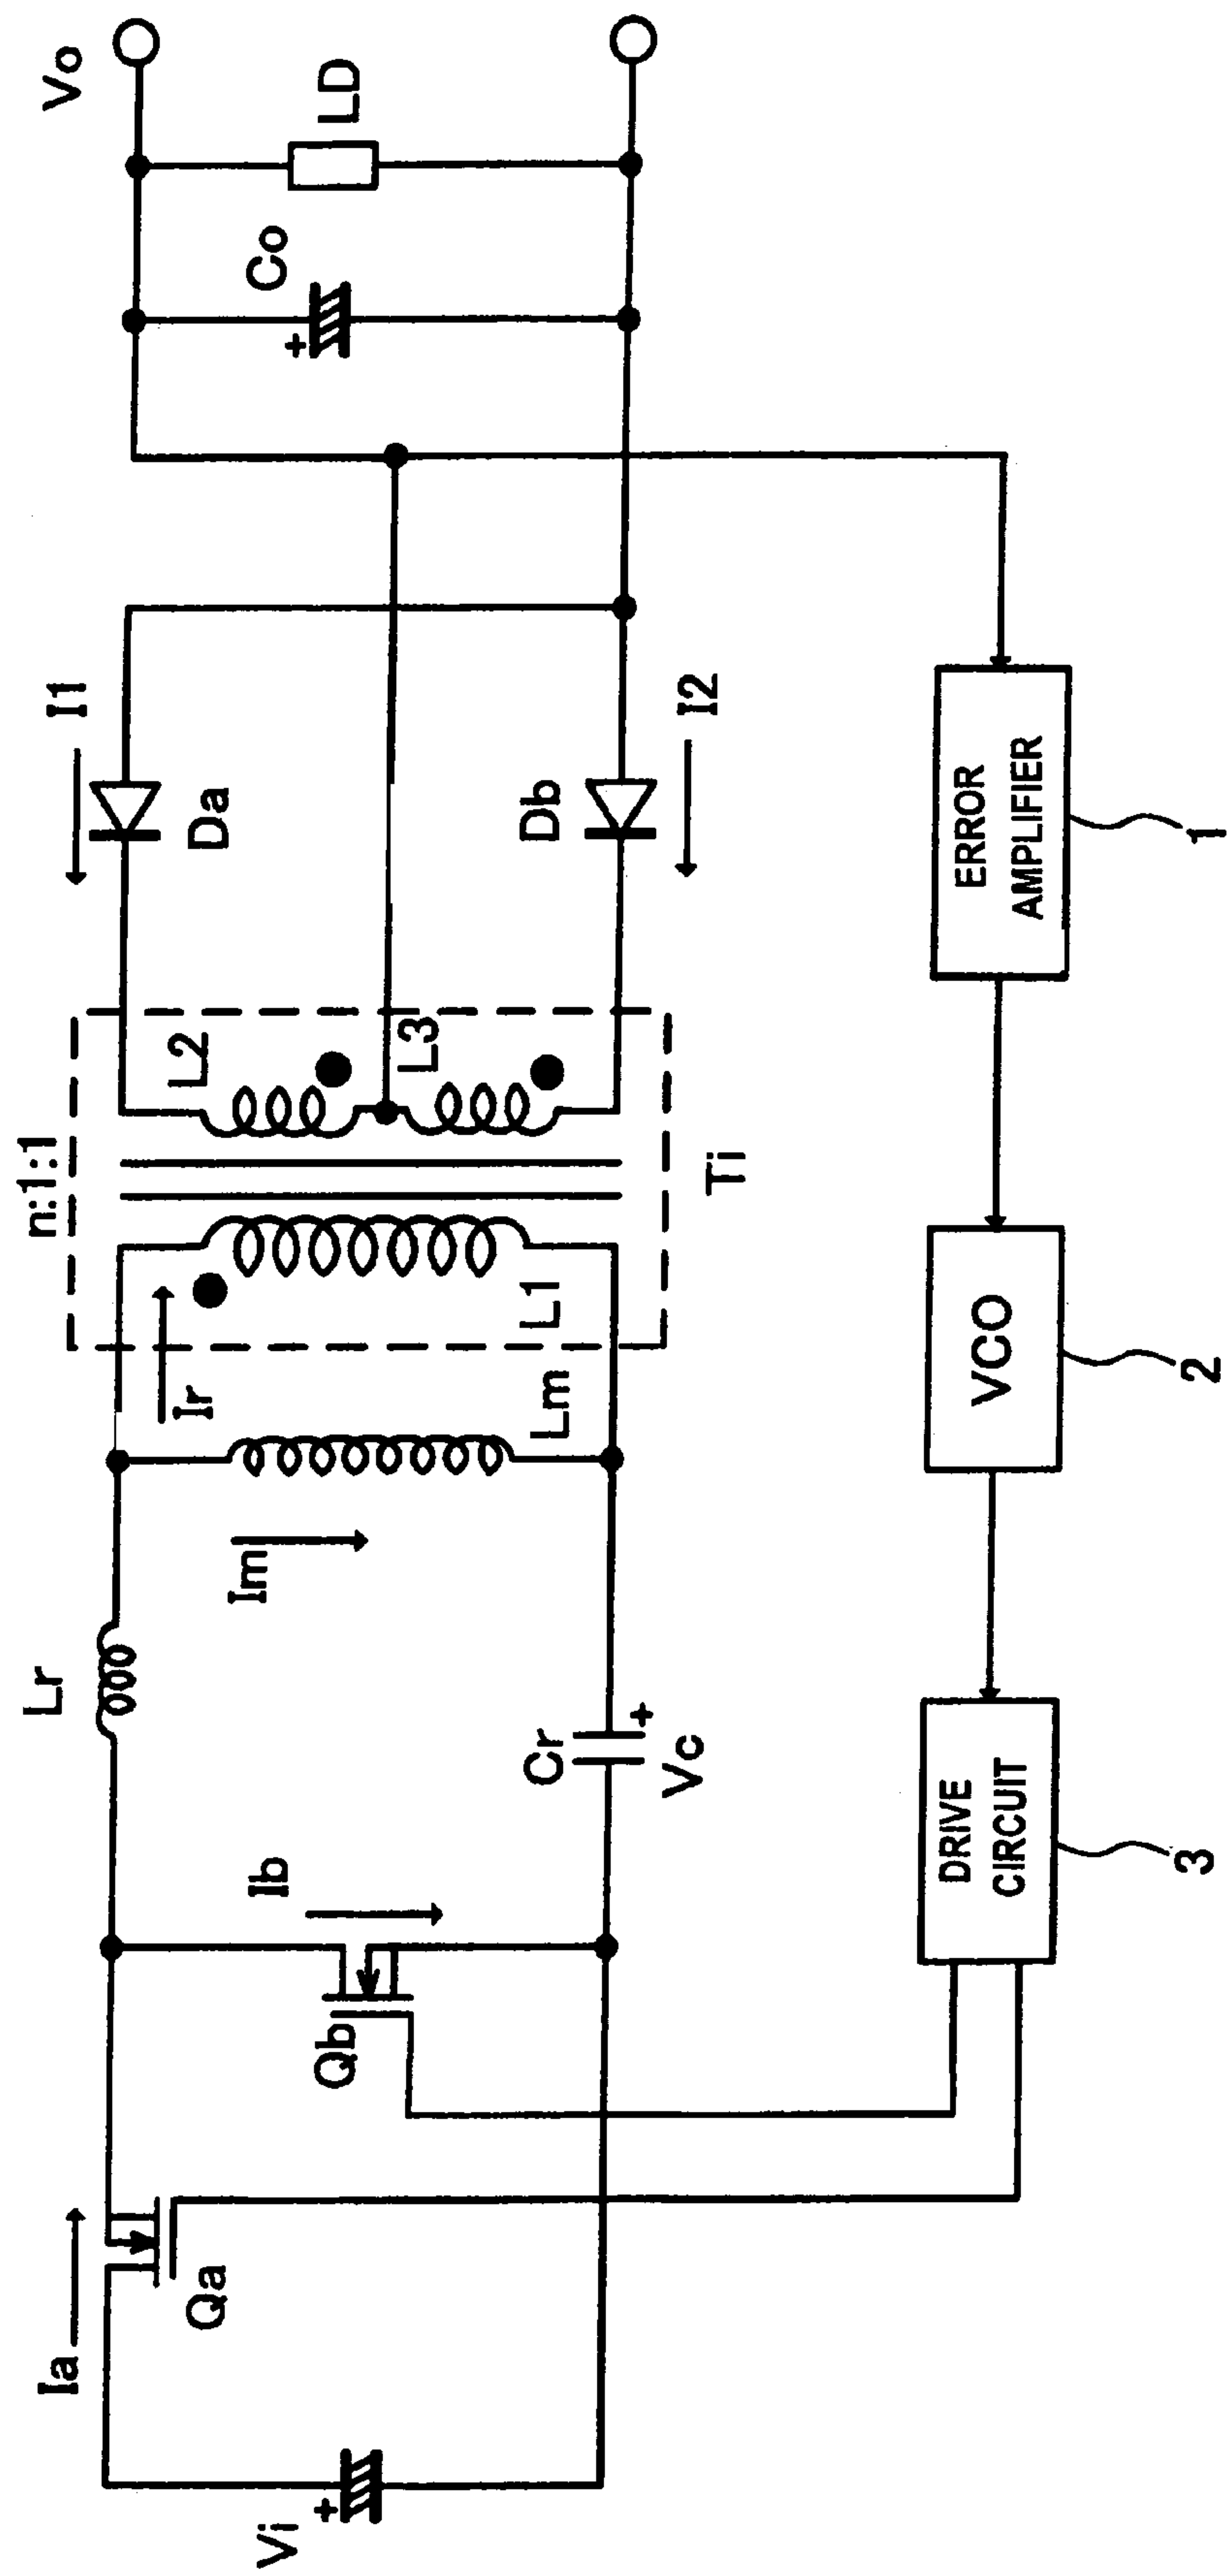 Vi
Ia
Qa
Qb
Ib
Lr
Cr
Vc
Im
Lm
Ir
n:1:1
L1
L2
L3
Ti
Da
Db
I1
I2
Co
LD
Vo
ERROR
AMPLIFIER
1
VCO
2
DRIVE
CIRCUIT
3
+
+
+